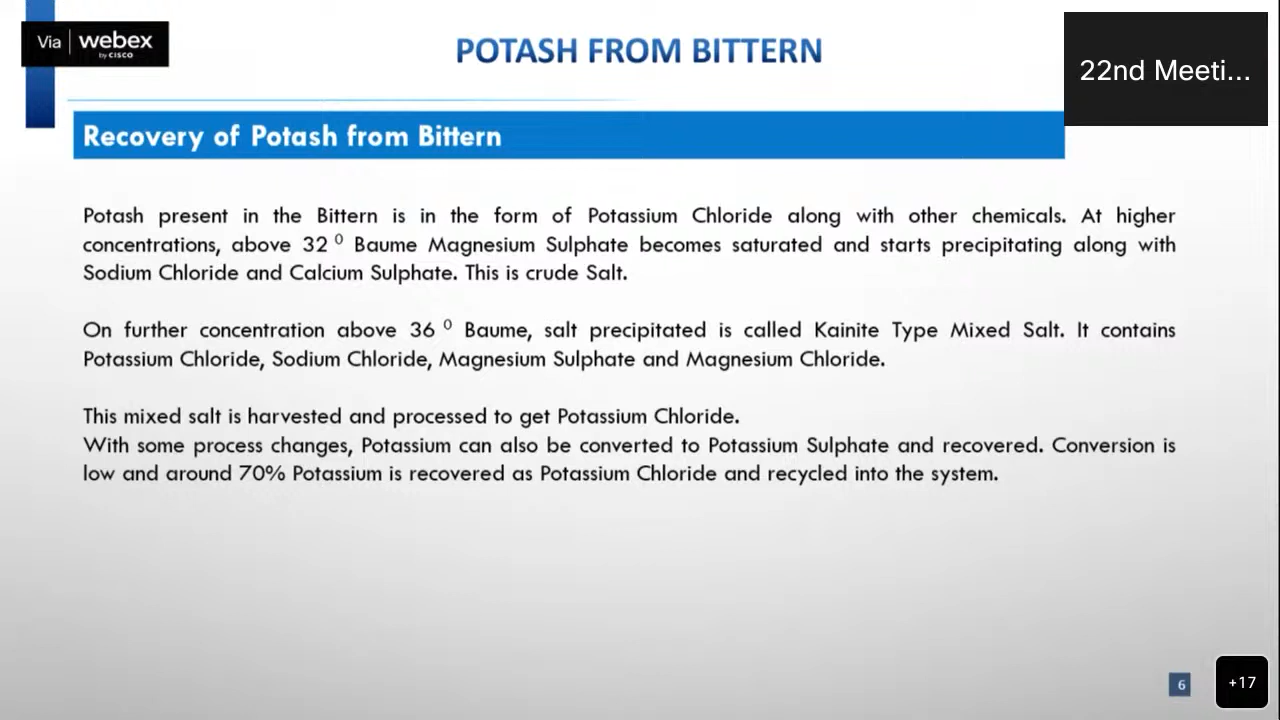 Via webex
by CISCO
POTASH FROM BITTERN
22nd Meeti...
Recovery of Potash from Bittern
Potash present in the Bittern is in the form of Potassium Chloride along with other chemicals. At higher
concentrations, above 32 ⁰ Baume Magnesium Sulphate becomes saturated and starts precipitating along with
Sodium Chloride and Calcium Sulphate. This is crude Salt.
On further concentration above 36 ⁰ Baume, salt precipitated is called Kainite Type Mixed Salt. It contains
Potassium Chloride, Sodium Chloride, Magnesium Sulphate and Magnesium Chloride.
This mixed salt is harvested and processed to get Potassium Chloride.
With some process changes, Potassium can also be converted to Potassium Sulphate and recovered. Conversion is
low and around 70% Potassium is recovered as Potassium Chloride and recycled into the system.
6
+17